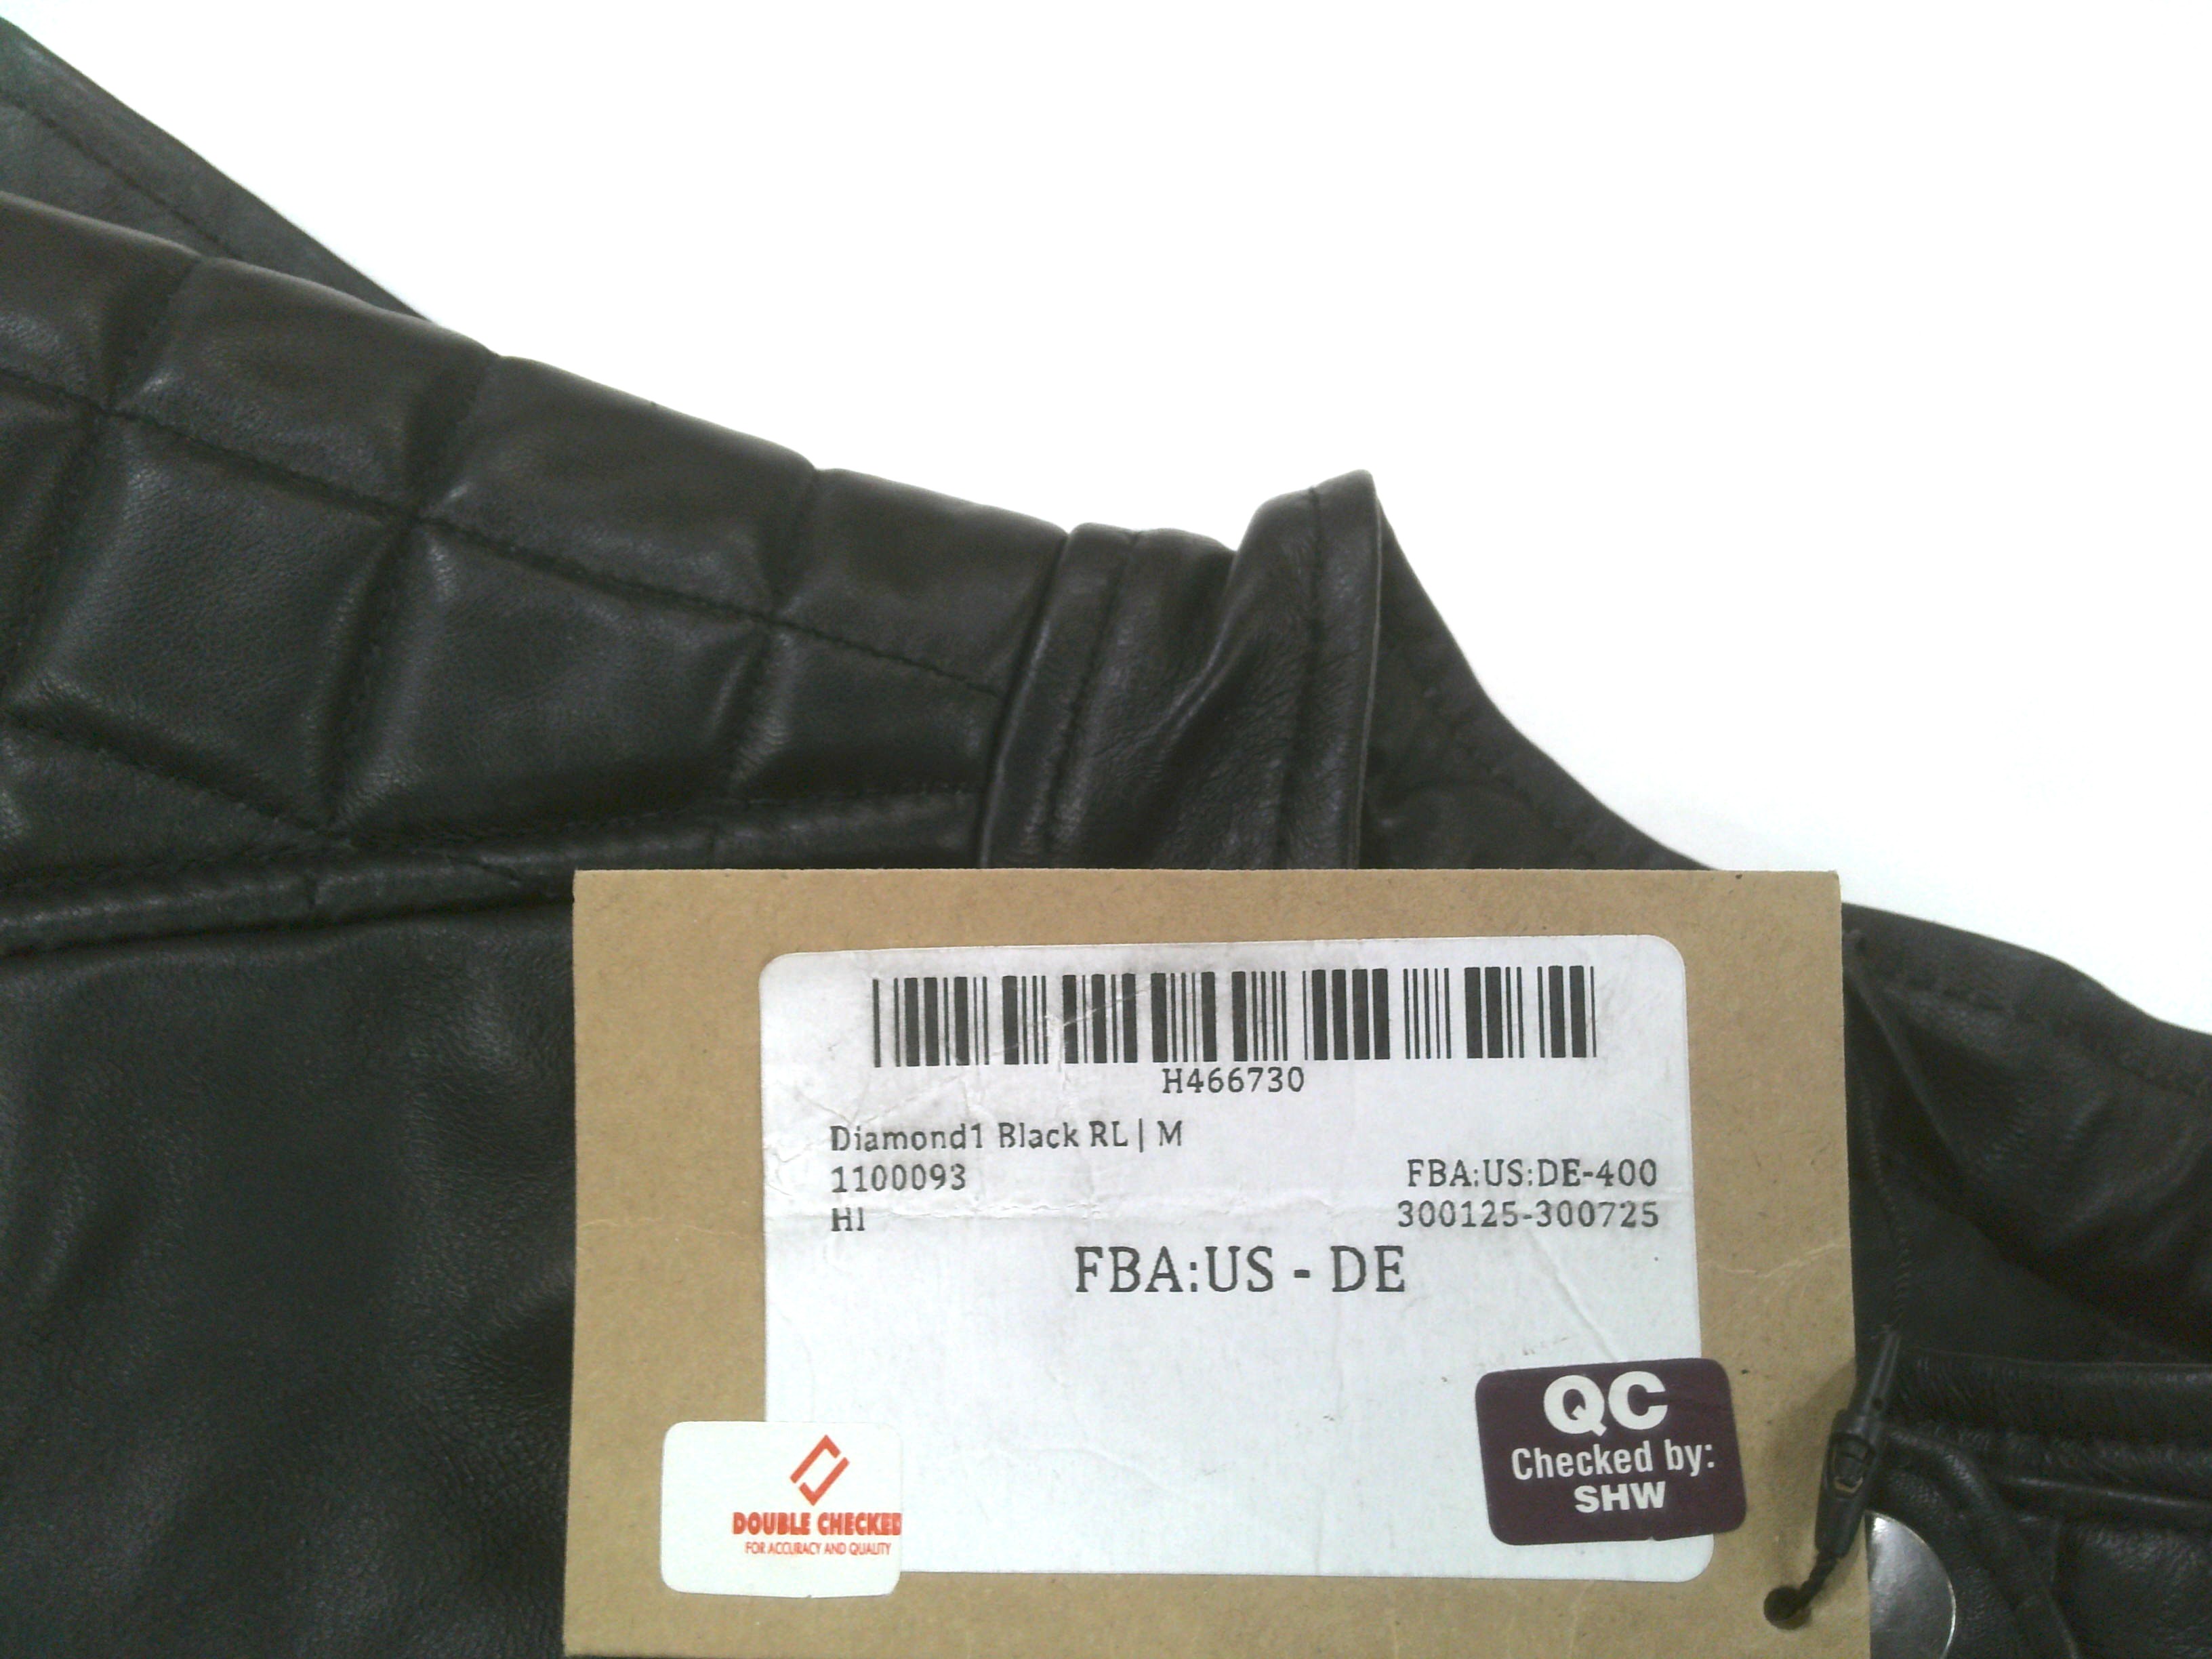 H466730
Diamond1 Black RL | M
1100093
FBA:US:DE-400
HI
300125-300725
FBA:US - DE
QC
Checked by:
SHW
DOUBLE CHECKED
FOR ACCURACY AND QUALITY